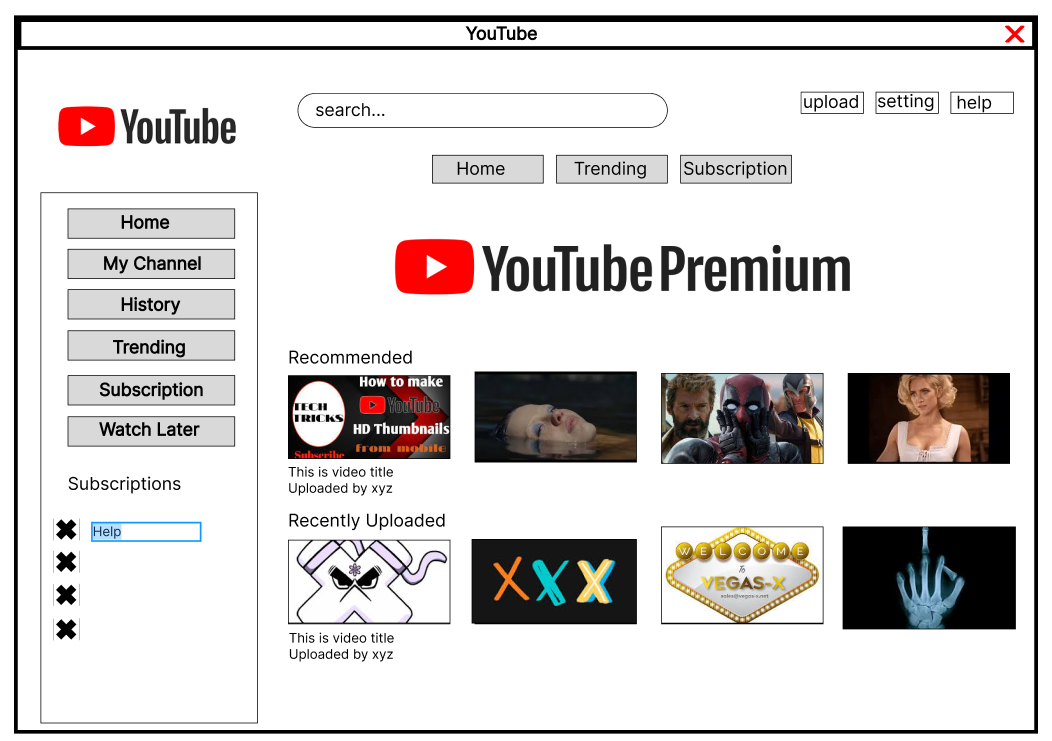 YouTube
YouTube
search...
upload
setting
help
Home
Trending
Subscription
Home
My Channel
History
Trending
Subscription
Watch Later
Subscriptions
Help
YouTube Premium
Recommended
TECH
TRICKS
Subscribe
How to make
YouTube
HD Thumbnails
from mobile
This is video title
Uploaded by xyz
Recently Uploaded
XXX
WELCOME
To
VEGAS-X
sales@vegas-x.net
This is video title
Uploaded by xyz